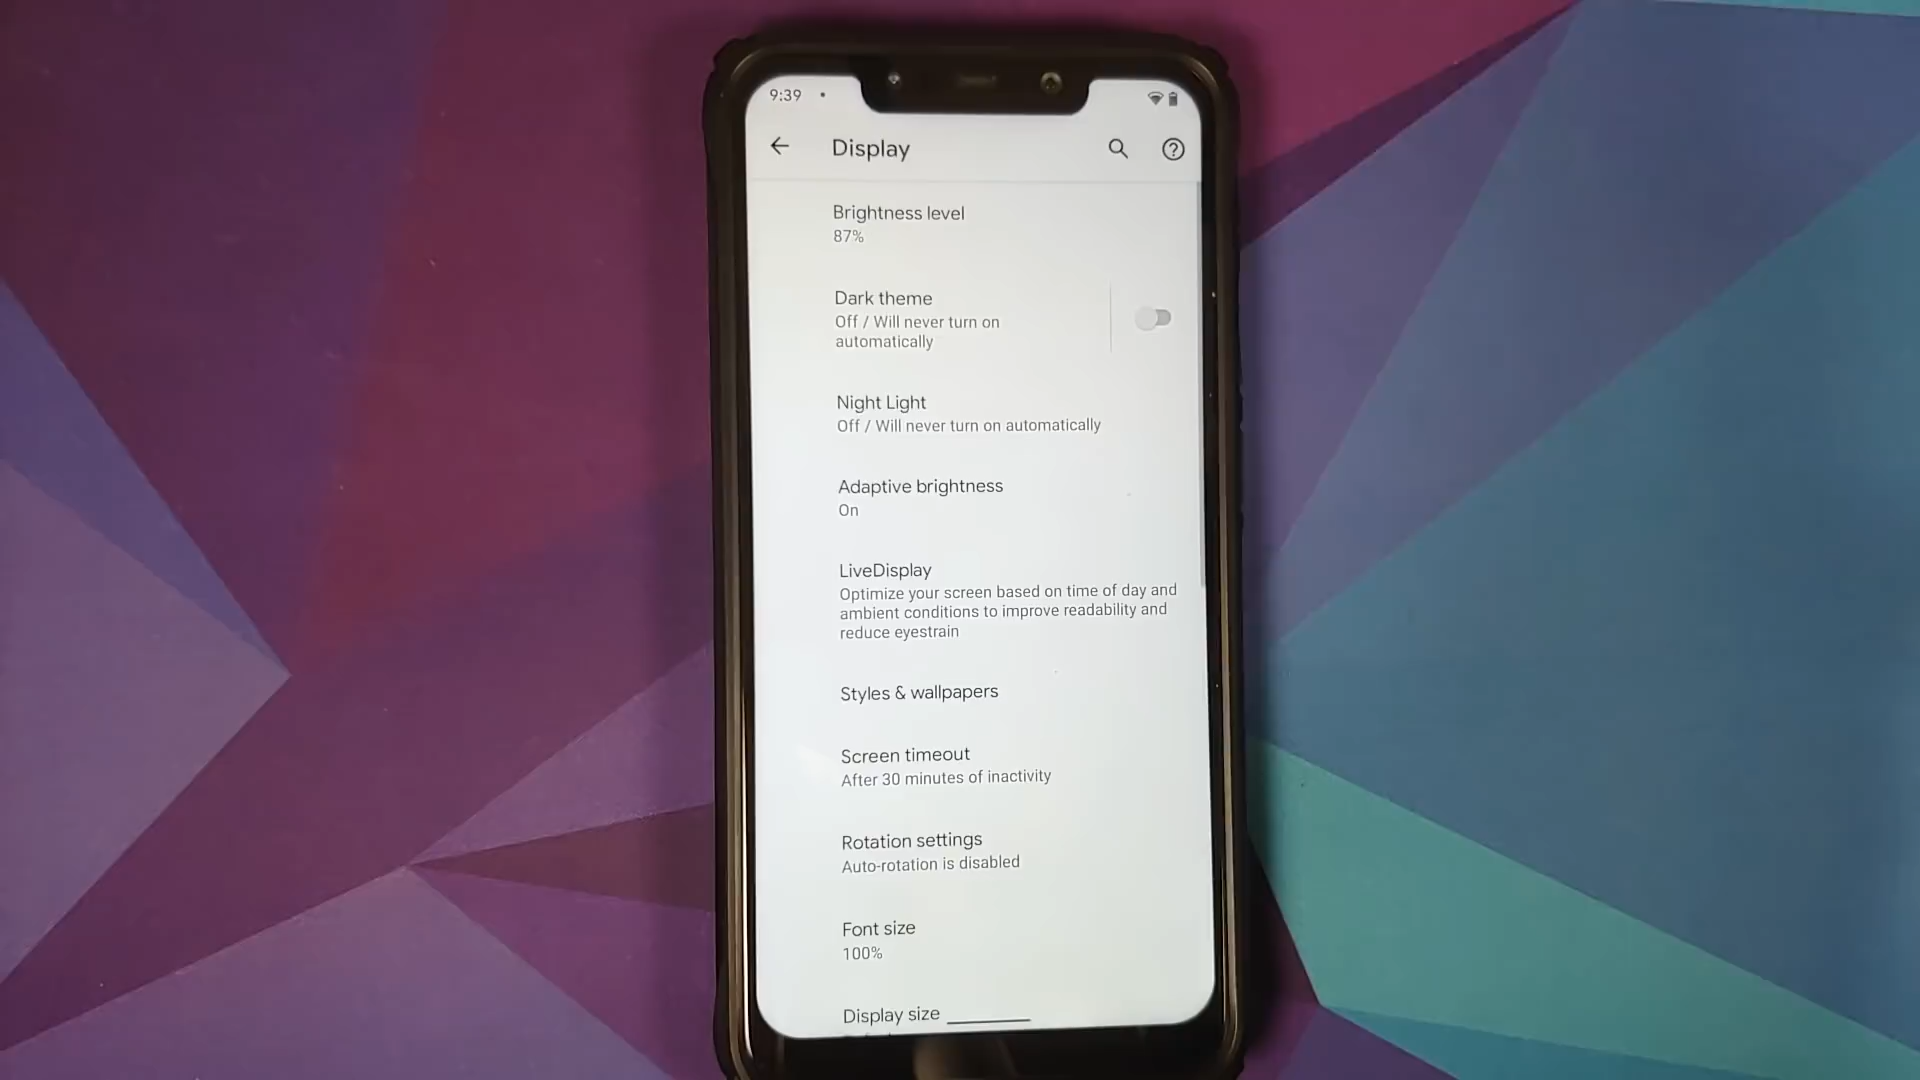 9:39
Display
Brightness level
87%
Dark theme
Off / Will never turn on
automatically
Night Light
Off / Will never turn on automatically
Adaptive brightness
On
LiveDisplay
Optimize your screen based on time of day and
ambient conditions to improve readability and
reduce eyestrain
Styles & wallpapers
Screen timeout
After 30 minutes of inactivity
Rotation settings
Auto-rotation is disabled
Font size
100%
Display size